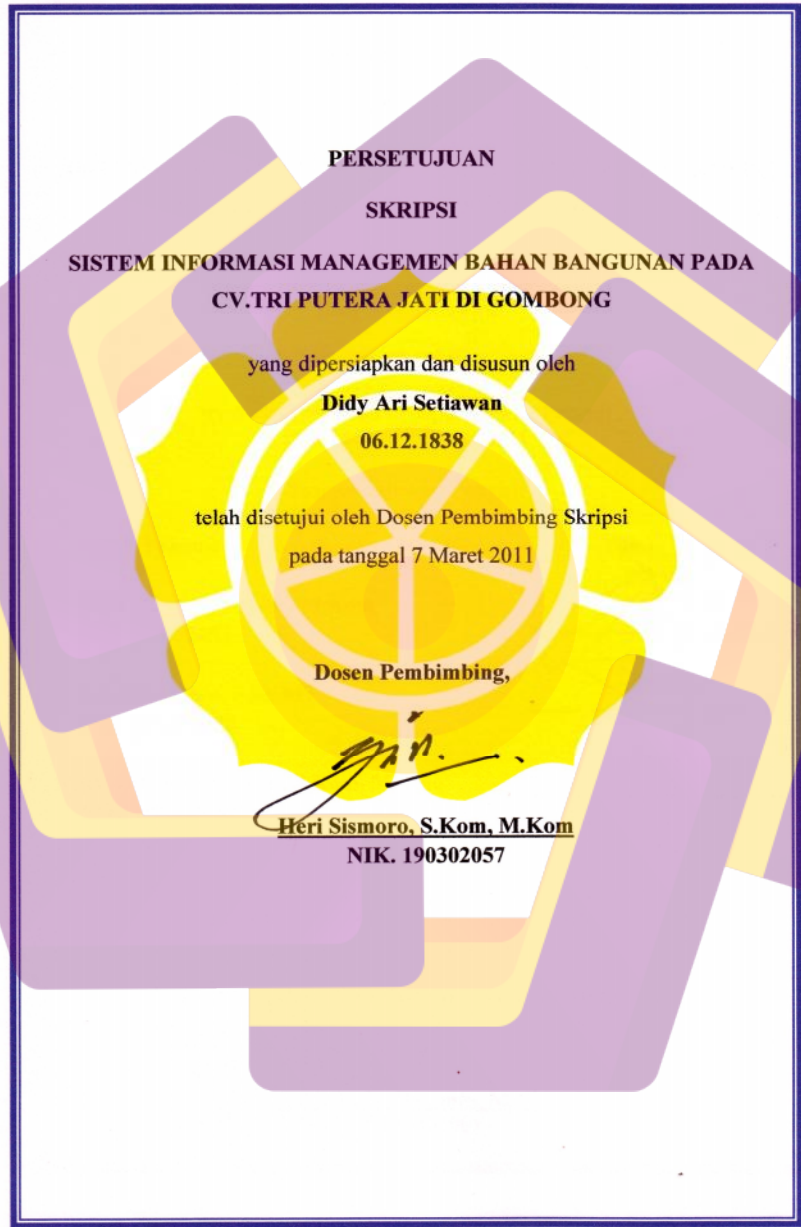 PERSETUJUAN
SKRIPSI
SISTEM INFORMASI MANAGEMEN BAHAN BANGUNAN PADA
CV.TRI PUTERA JATI DI GOMBONG
yang dipersiapkan dan disusun oleh
Didy Ari Setiawan
06.12.1838
telah disetujui oleh Dosen Pembimbing Skripsi
pada tanggal 7 Maret 2011
Dosen Pembimbing,
Heri Sismoro, S.Kom, M.Kom
NIK. 190302057